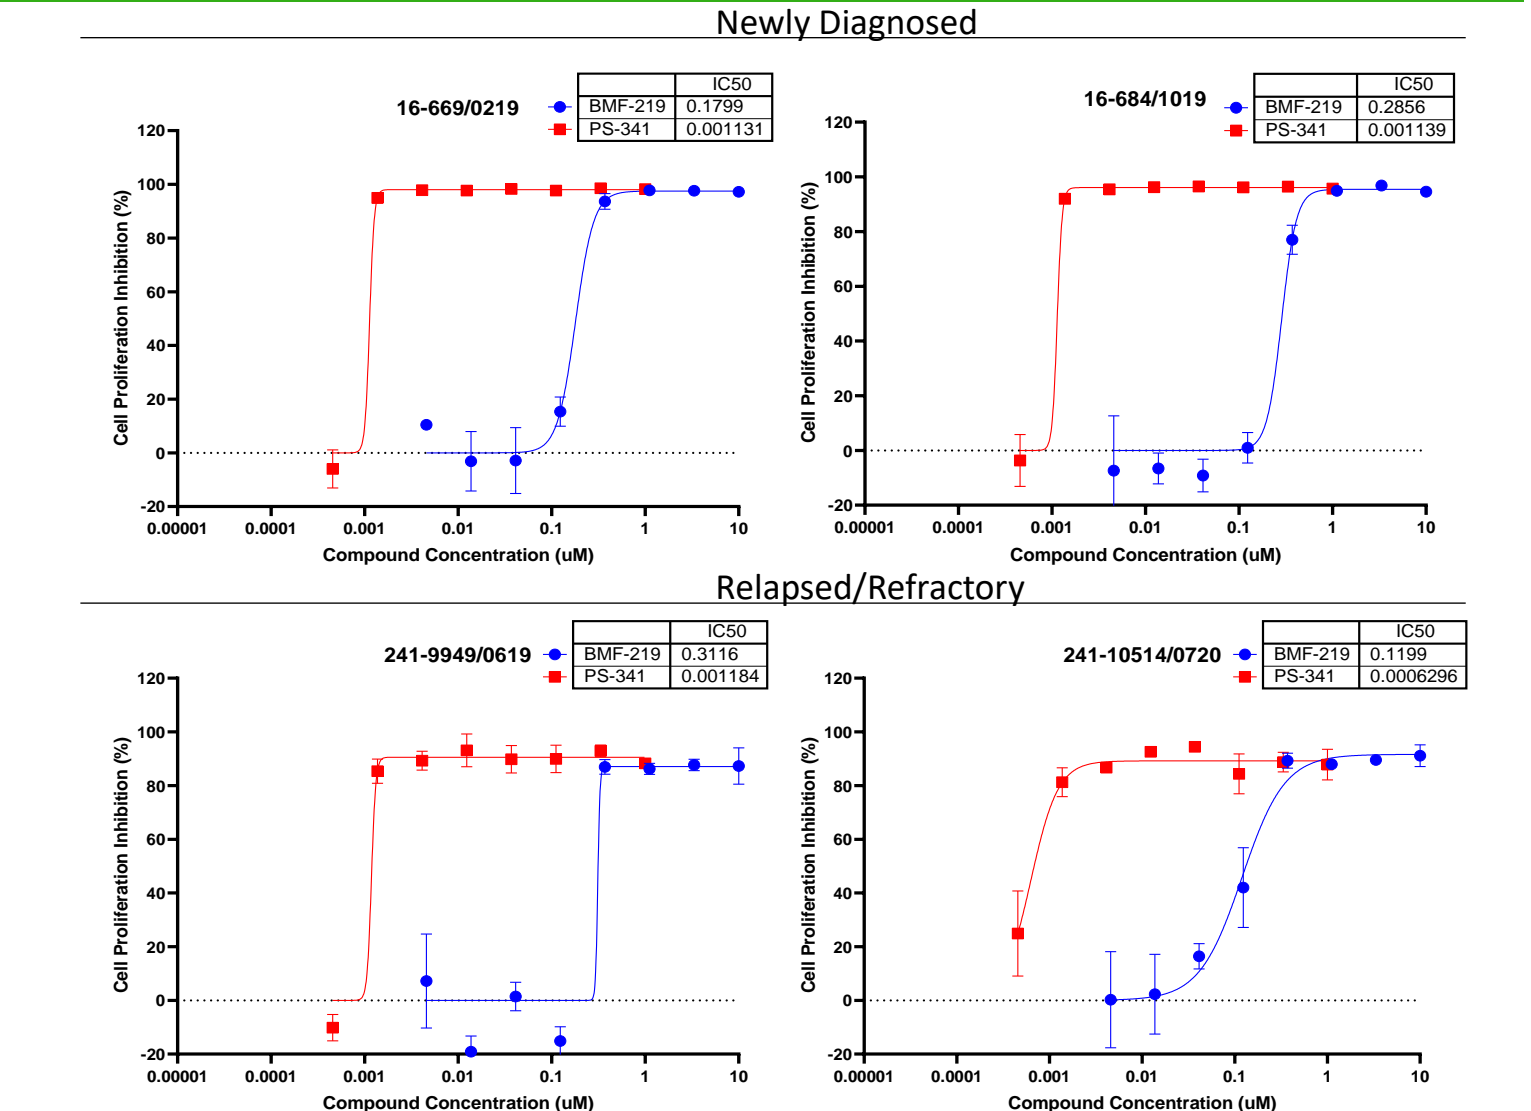 Newly Diagnosed
16-669/0219
IC50
BMF-219 0.1799
PS-341 0.001131
120
100
80
60
40
20
0
-20
Cell Proliferation Inhibition (%)
0.00001 0.0001 0.001 0.01 0.1 1 10
Compound Concentration (uM)
16-684/1019
IC50
BMF-219 0.2856
PS-341 0.001139
120
100
80
60
40
20
0
-20
Cell Proliferation Inhibition (%)
0.00001 0.0001 0.001 0.01 0.1 1 10
Compound Concentration (uM)
Relapsed/Refractory
241-9949/0619
IC50
BMF-219 0.3116
PS-341 0.001184
120
100
80
60
40
20
0
-20
Cell Proliferation Inhibition (%)
0.00001 0.0001 0.001 0.01 0.1 1 10
Compound Concentration (uM)
241-10514/0720
IC50
BMF-219 0.1199
PS-341 0.0006296
120
100
80
60
40
20
0
-20
Cell Proliferation Inhibition (%)
0.00001 0.0001 0.001 0.01 0.1 1 10
Compound Concentration (uM)